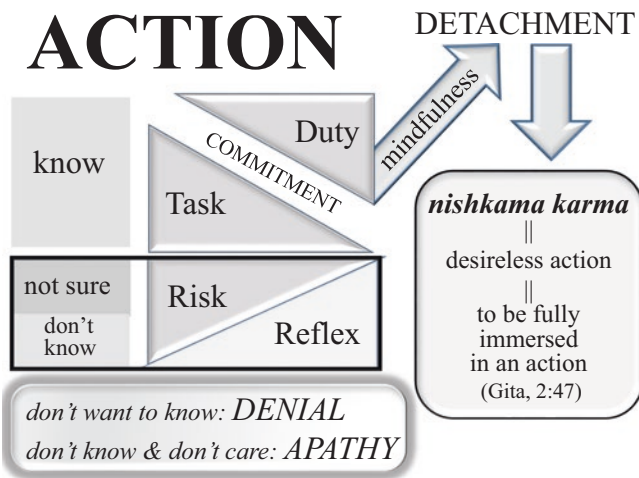 ACTION
DETACHMENT
know
Duty
COMMITMENT
mindfulness
Task
not sure
don’t
know
Risk
Reflex
nishkama karma
||
desireless action
||
to be fully
immersed
in an action
(Gita, 2:47)
don’t want to know: DENIAL
don’t know & don’t care: APATHY